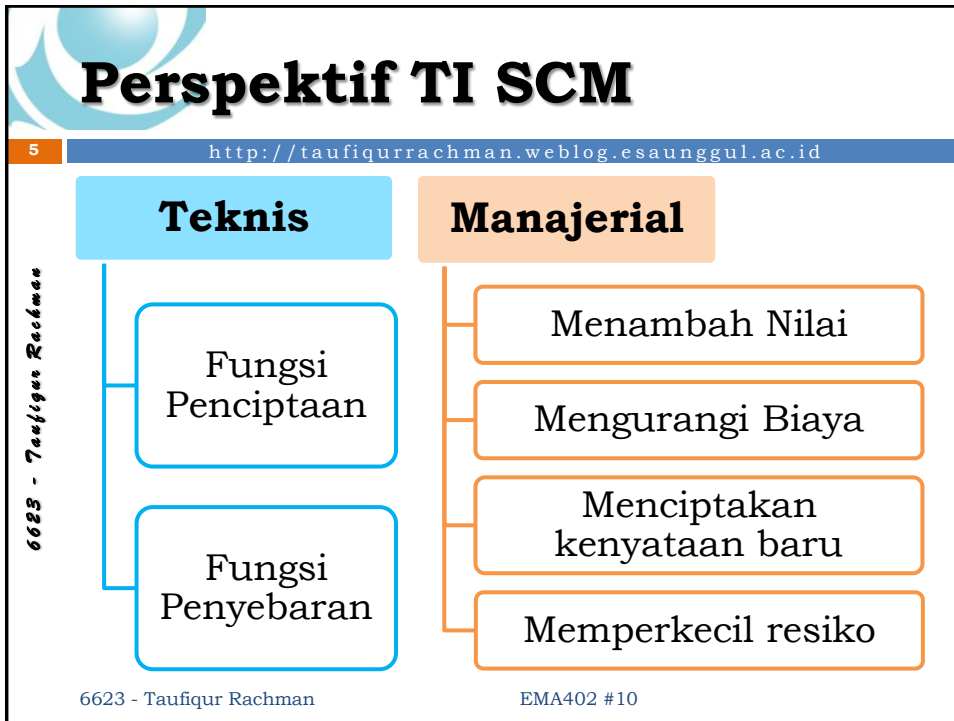 Perspektif TI SCM
5
http://taufiqurrachman.weblog.esaunggul.ac.id
6623 - Taufiqur Rachman
Teknis
Fungsi
Penciptaan
Fungsi
Penyebaran
Manajerial
Menambah Nilai
Mengurangi Biaya
Menciptakan
kenyataan baru
Memperkecil resiko
6623 - Taufiqur Rachman
EMA402 #10